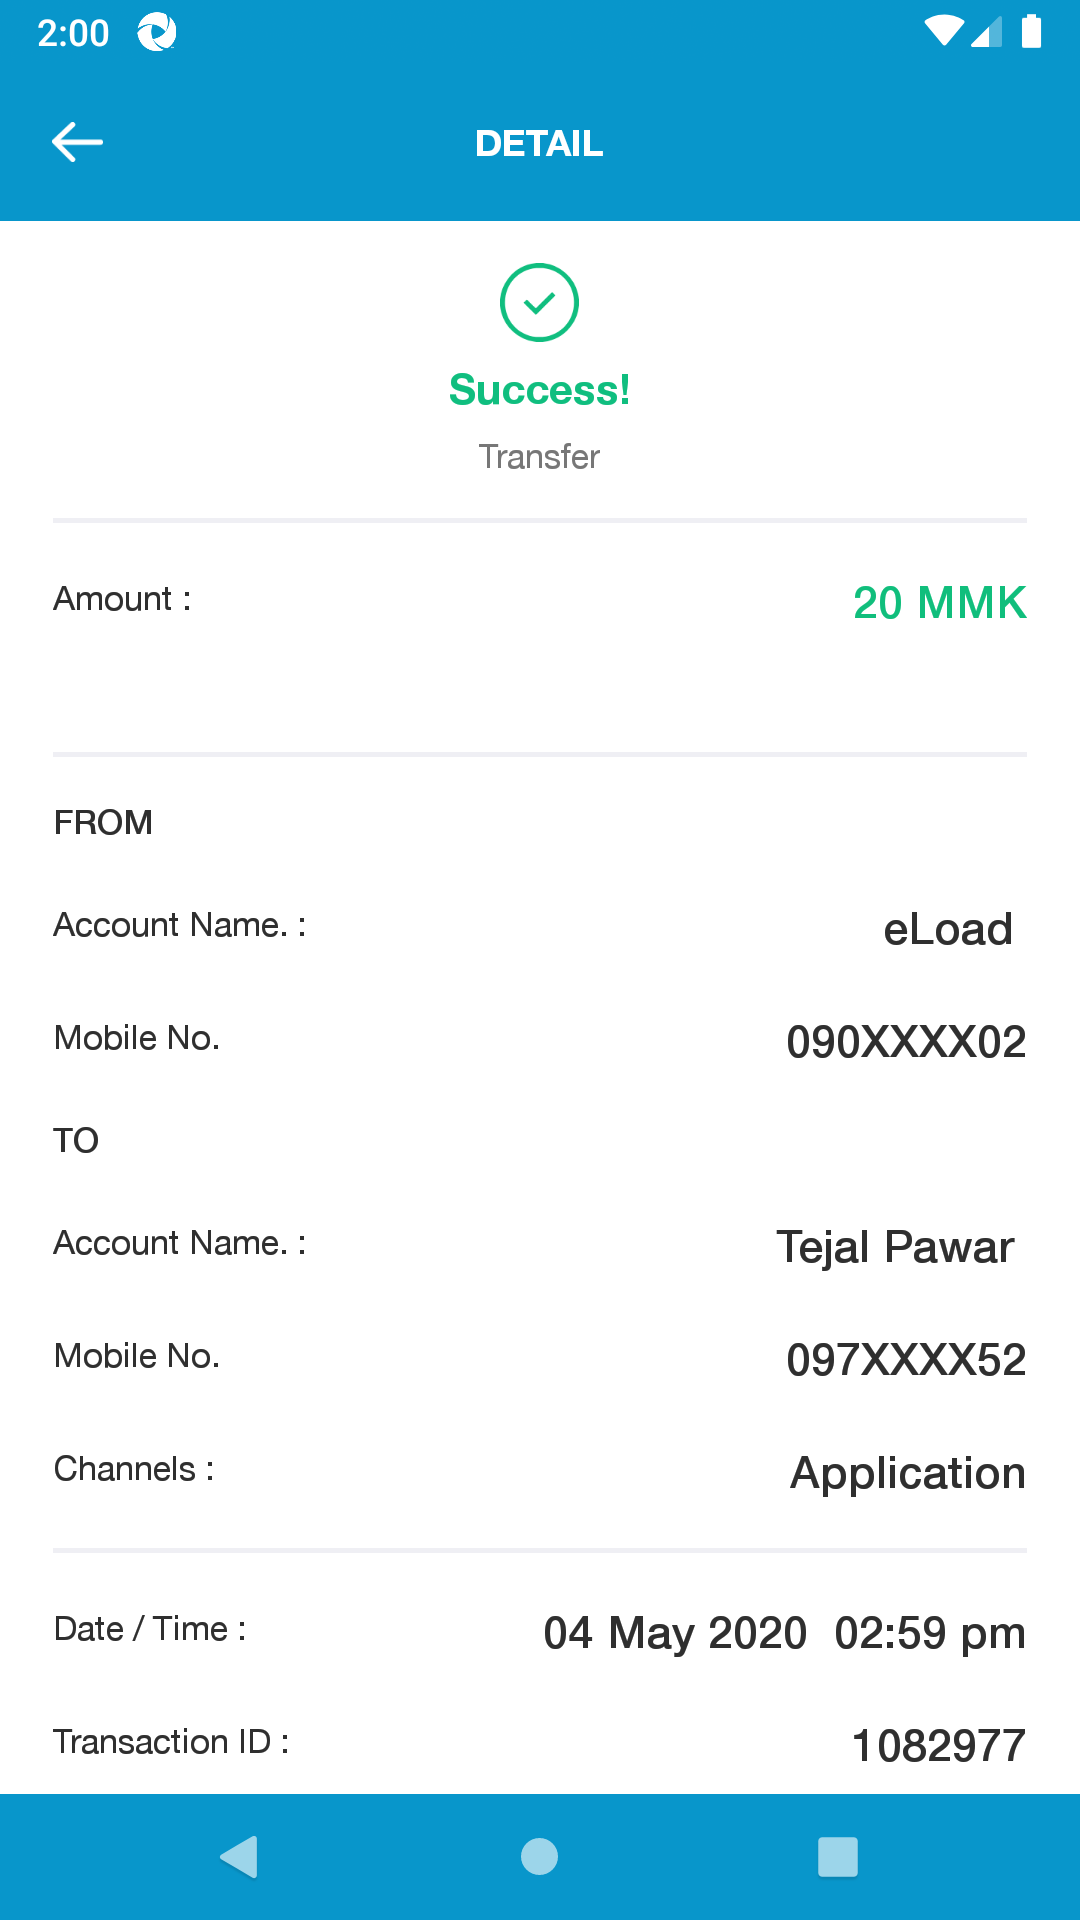 2:00
DETAIL
Success!
Transfer
Amount : 20 MMK
FROM
Account Name. : eLoad
Mobile No. 090XXXX02
TO
Account Name. : Tejal Pawar
Mobile No. 097XXXX52
Channels : Application
Date / Time : 04 May 2020 02:59 pm
Transaction ID : 1082977